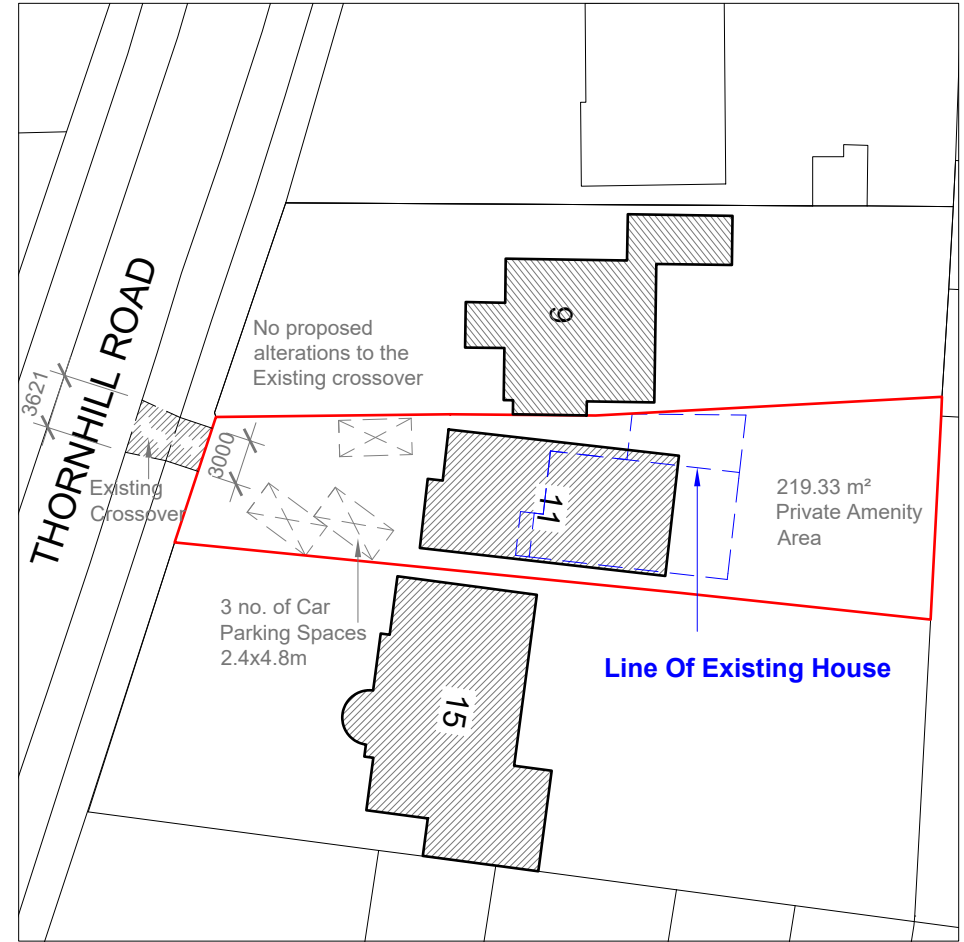 THORNHILL ROAD
3621
No proposed
alterations to the
Existing crossover
9
3000
Existing
Crossover
11
219.33 m²
Private Amenity
Area
3 no. of Car
Parking Spaces
2.4x4.8m
Line Of Existing House
15